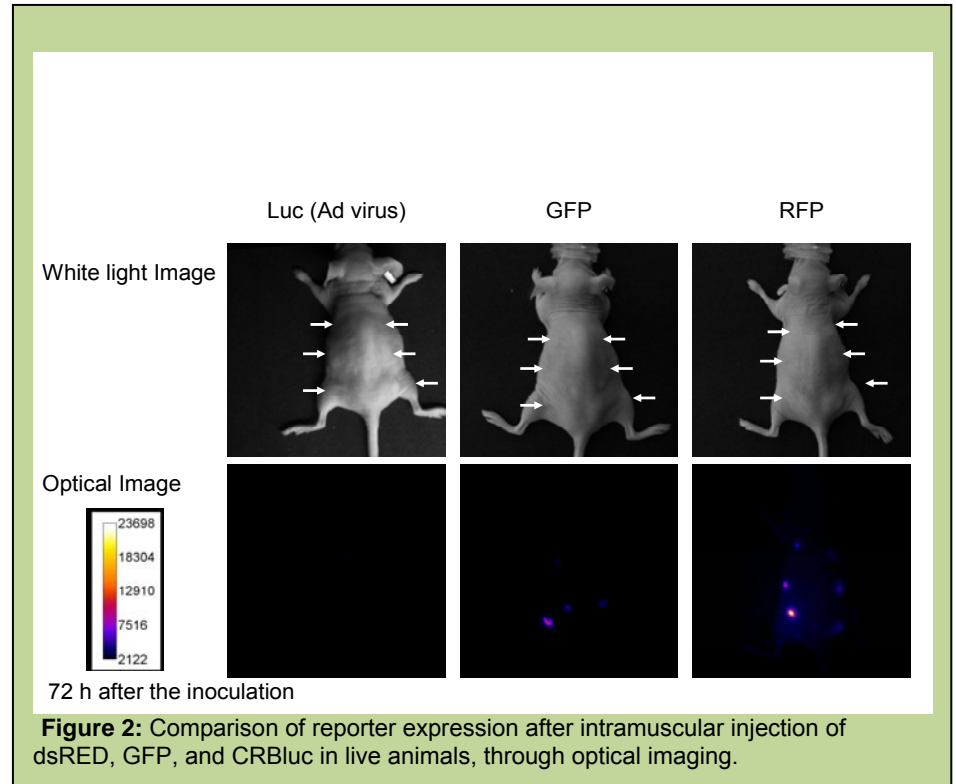 Luc (Ad virus) GFP RFP
White light Image
Optical Image
23698
18304
12910
7516
2122
72 h after the inoculation
Figure 2: Comparison of reporter expression after intramuscular injection of
dsRED, GFP, and CRBluc in live animals, through optical imaging.